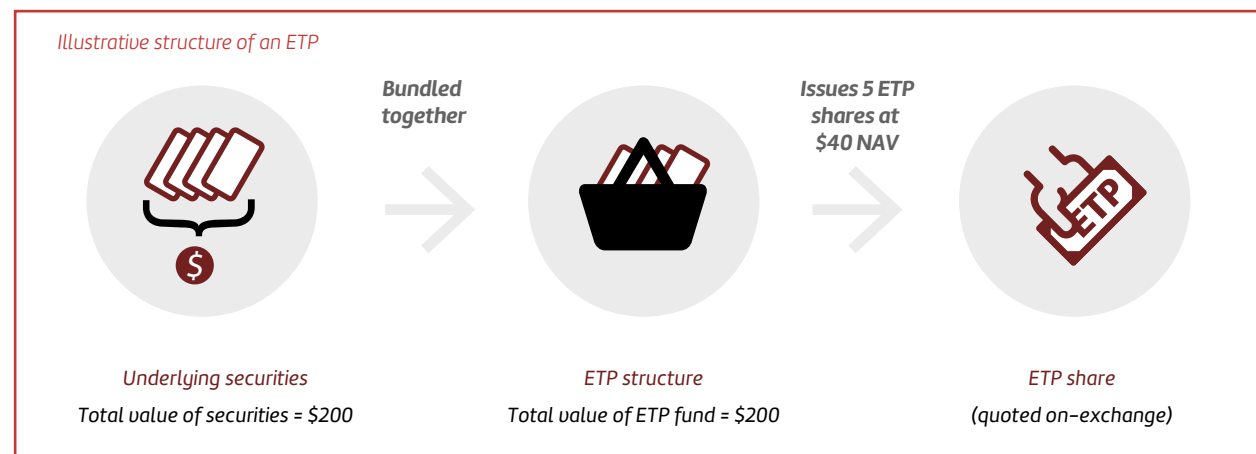 Illustrative structure of an ETP
Bundled
together
Issues 5 ETP
shares at
$40 NAV
$
ETP
Underlying securities
ETP structure
ETP share
Total value of securities = $200
Total value of ETP fund = $200
(quoted on-exchange)